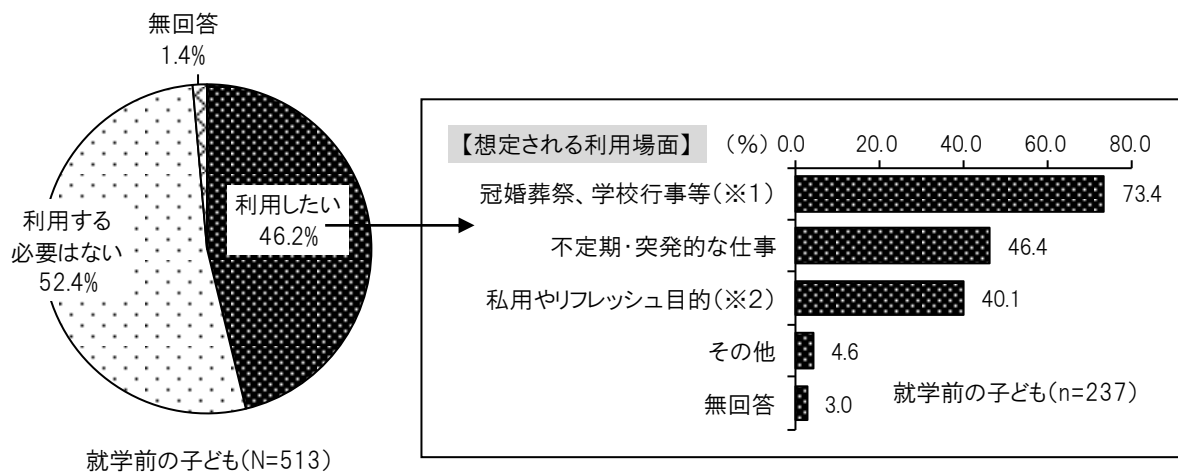 無回答
1.4%
利用したい
46.2%
利用する
必要はない
52.4%
就学前の子ども(N=513)
【想定される利用場面】 (%) 0.0 20.0 40.0 60.0 80.0
冠婚葬祭、学校行事等(※1) 73.4
不定期・突発的な仕事 46.4
私用やリフレッシュ目的(※2) 40.1
その他 4.6
無回答 3.0
就学前の子ども(n=237)